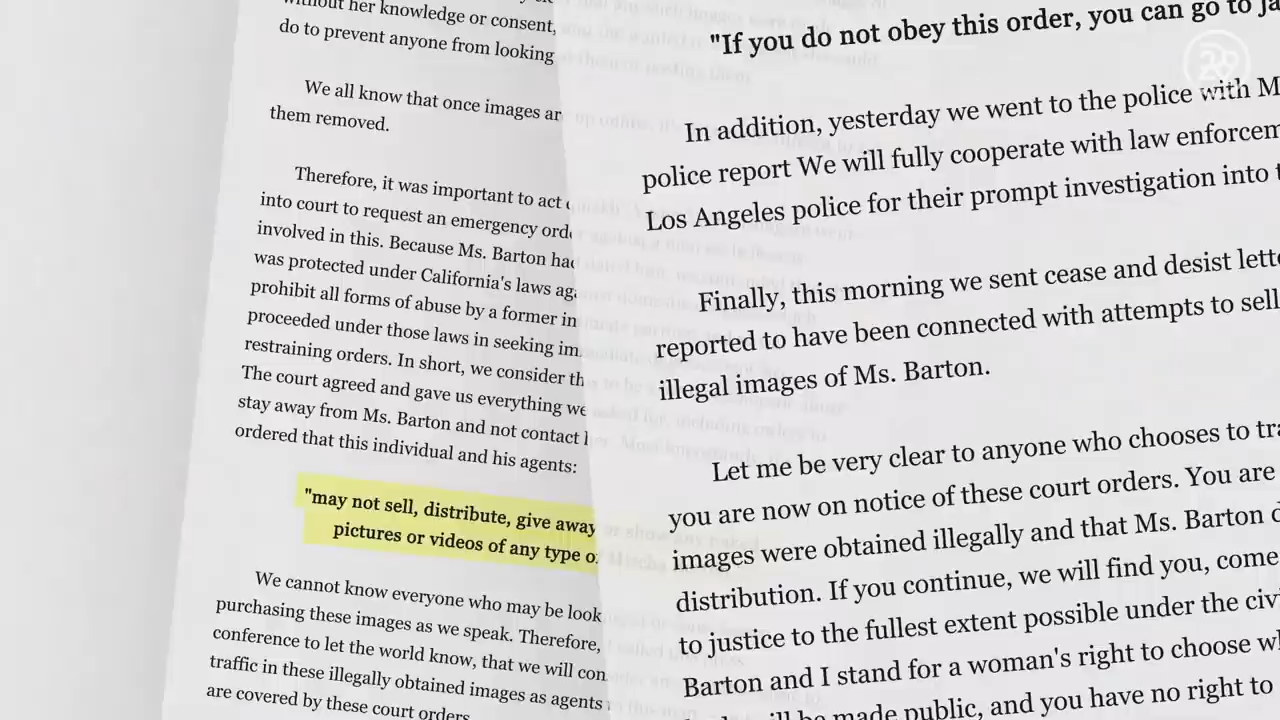 without her knowledge or consent,
do to prevent anyone from looking
We all know that once images ar
them removed.
Therefore, it was important to act
into court to request an emergency ord
involved in this. Because Ms. Barton had
was protected under California's laws aga
prohibit all forms of abuse by a former in
proceeded under those laws in seeking im
restraining orders. In short, we consider th
The court agreed and gave us everything we
stay away from Ms. Barton and not contact
ordered that this individual and his agents:
"may not sell, distribute, give away
pictures or videos of any type o
We cannot know everyone who may be look
purchasing these images as we speak. Therefore,
conference to let the world know, that we will con
traffic in these illegally obtained images as agents
are covered by these court orders.
"If you do not obey this order, you can go to ja
In addition, yesterday we went to the police with M
police report We will fully cooperate with law enforcem
Los Angeles police for their prompt investigation into t
Finally, this morning we sent cease and desist lette
reported to have been connected with attempts to sell
illegal images of Ms. Barton.
Let me be very clear to anyone who chooses to tra
you are now on notice of these court orders. You are
images were obtained illegally and that Ms. Barton
distribution. If you continue, we will find you, come
to justice to the fullest extent possible under the civi
Barton and I stand for a woman's right to choose wh
will be made public, and you have no right to
29